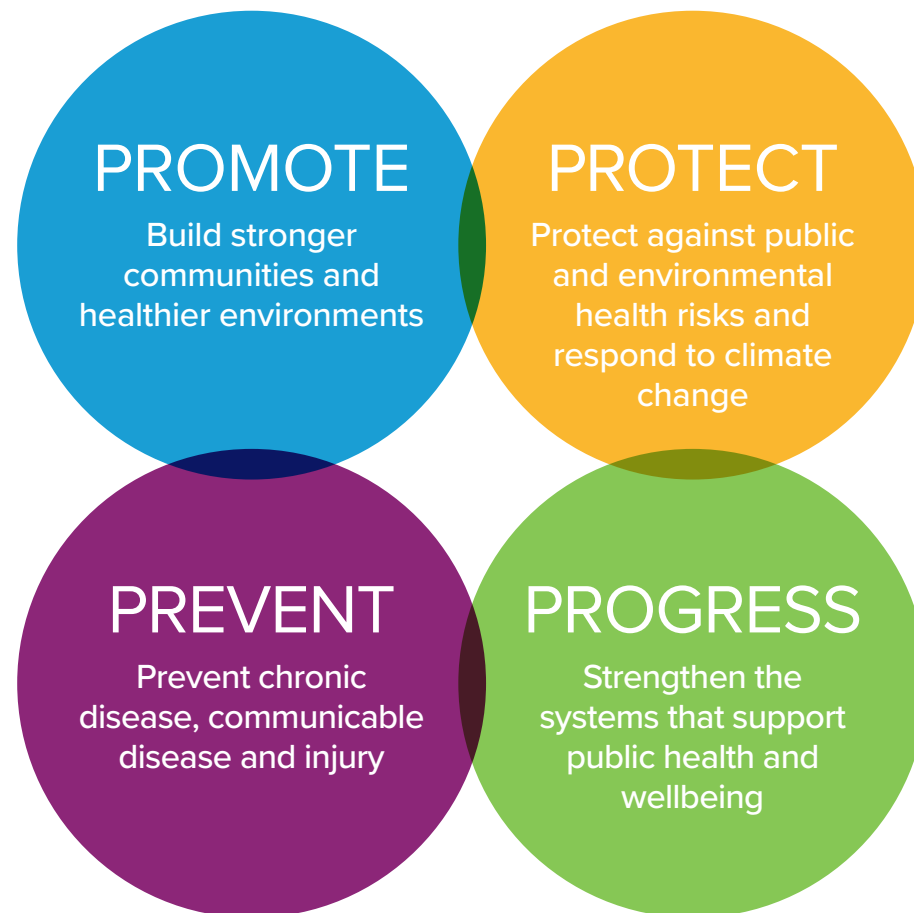 PROMOTE
Build stronger
communities and
healthier environments
PROTECT
Protect against public
and environmental
health risks and
respond to climate
change
PREVENT
Prevent chronic
disease, communicable
disease and injury
PROGRESS
Strengthen the
systems that support
public health and
wellbeing